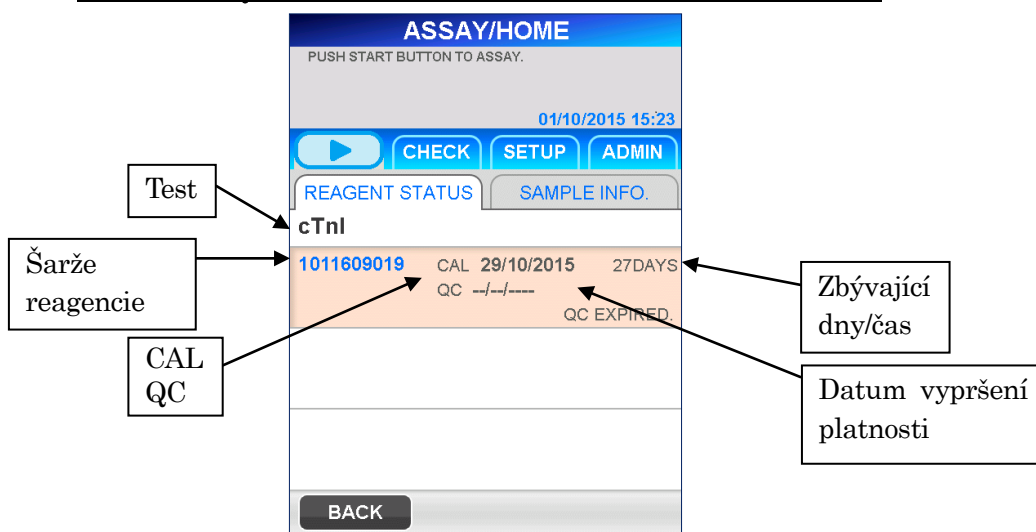 ASSAY/HOME
PUSH START BUTTON TO ASSAY.
01/10/2015 15:23
CHECK SETUP ADMIN
REAGENT STATUS SAMPLE INFO.
Test
cTnI
Šarže
reagencie
1011609019 CAL 29/10/2015 27DAYS
QC --/--/----
QC EXPIRED.
Zbývající
dny/čas
CAL
QC
Datum vypršení
platnosti
BACK